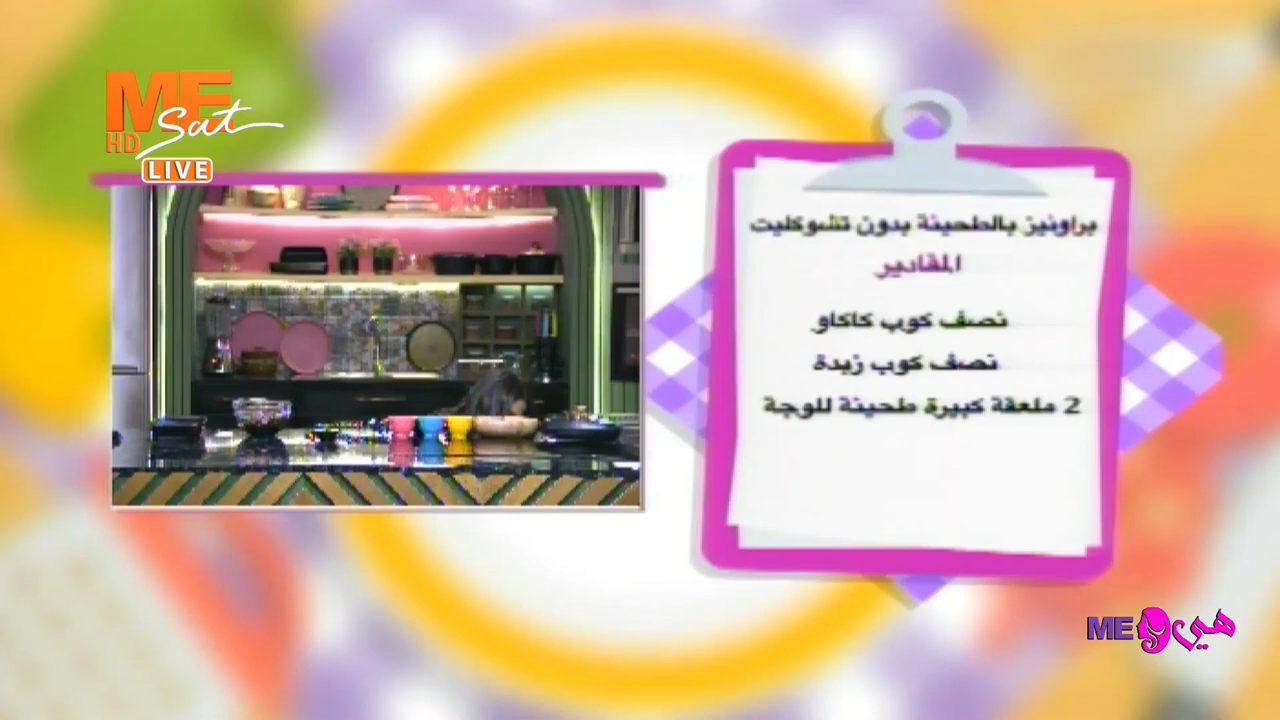 ME
Sat
HD
LIVE
براونيز بالطحينة بدون تشوكليت
المقادير
نصف كوب كاكاو
نصف كوب زبدة
2 ملعقة كبيرة طحينة للوجة
ME هي